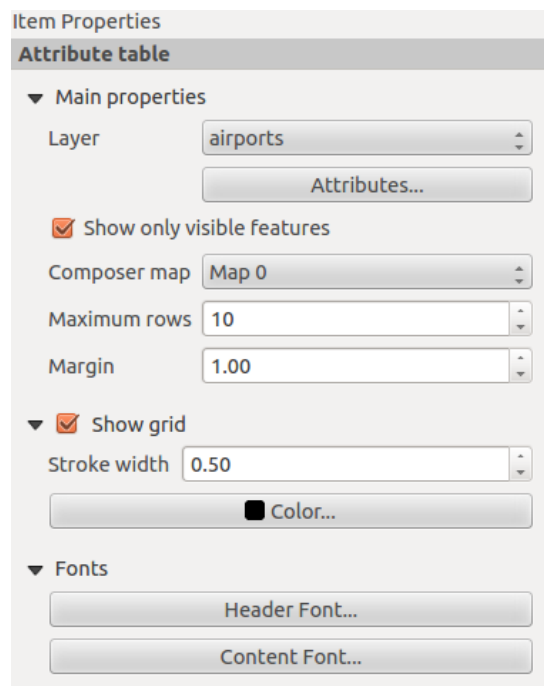 Item Properties
Attribute table
Main properties
Layer airports
Attributes...
Show only visible features
Composer map Map 0
Maximum rows 10
Margin 1.00
Show grid
Stroke width 0.50
Color...
Fonts
Header Font...
Content Font...